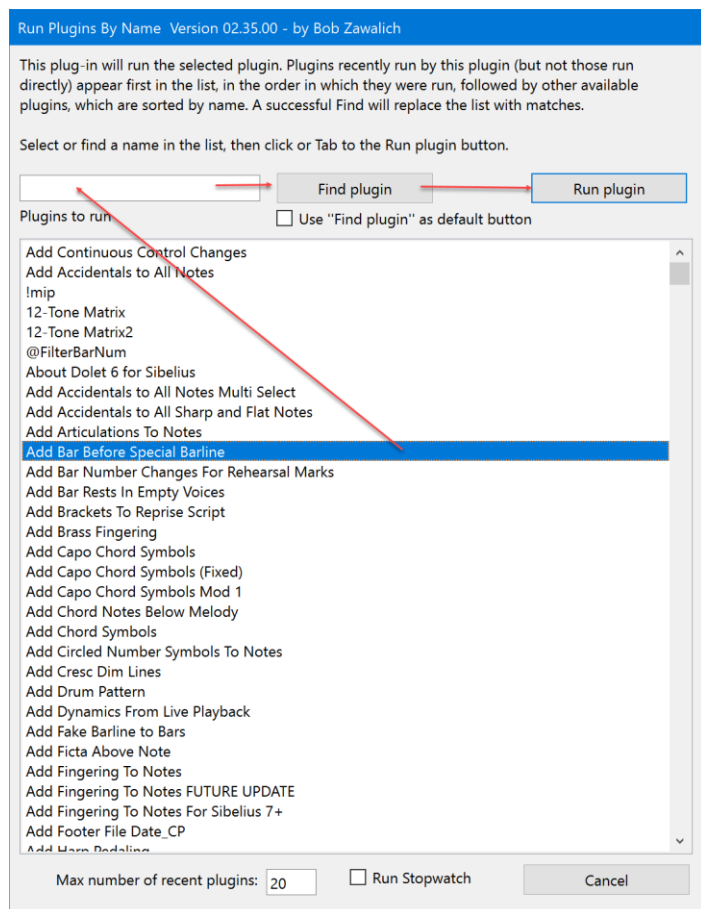 Run Plugins By Name  Version 02.35.00 - by Bob Zawalich
This plug-in will run the selected plugin. Plugins recently run by this plugin (but not those run
directly) appear first in the list, in the order in which they were run, followed by other available
plugins, which are sorted by name. A successful Find will replace the list with matches.
Select or find a name in the list, then click or Tab to the Run plugin button.
Find plugin
Run plugin
Plugins to run
Use "Find plugin" as default button
Add Continuous Control Changes
Add Accidentals to All Notes
!mip
12-Tone Matrix
12-Tone Matrix2
@FilterBarNum
About Dolet 6 for Sibelius
Add Accidentals to All Notes Multi Select
Add Accidentals to All Sharp and Flat Notes
Add Articulations To Notes
Add Bar Before Special Barline
Add Bar Number Changes For Rehearsal Marks
Add Bar Rests In Empty Voices
Add Brackets To Reprise Script
Add Brass Fingering
Add Capo Chord Symbols
Add Capo Chord Symbols (Fixed)
Add Capo Chord Symbols Mod 1
Add Chord Notes Below Melody
Add Chord Symbols
Add Circled Number Symbols To Notes
Add Cresc Dim Lines
Add Drum Pattern
Add Dynamics From Live Playback
Add Fake Barline to Bars
Add Ficta Above Note
Add Fingering To Notes
Add Fingering To Notes FUTURE UPDATE
Add Fingering To Notes For Sibelius 7+
Add Footer File Date_CP
Add Harp Pedaling
Max number of recent plugins: 20
Run Stopwatch
Cancel